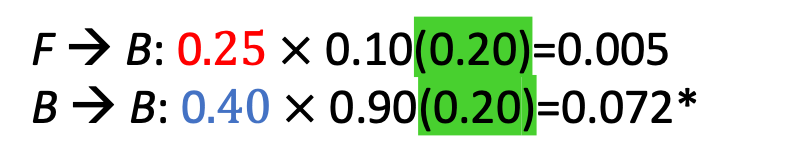 F → B: 0.25 × 0.10(0.20)=0.005
B → B: 0.40 × 0.90(0.20)=0.072*